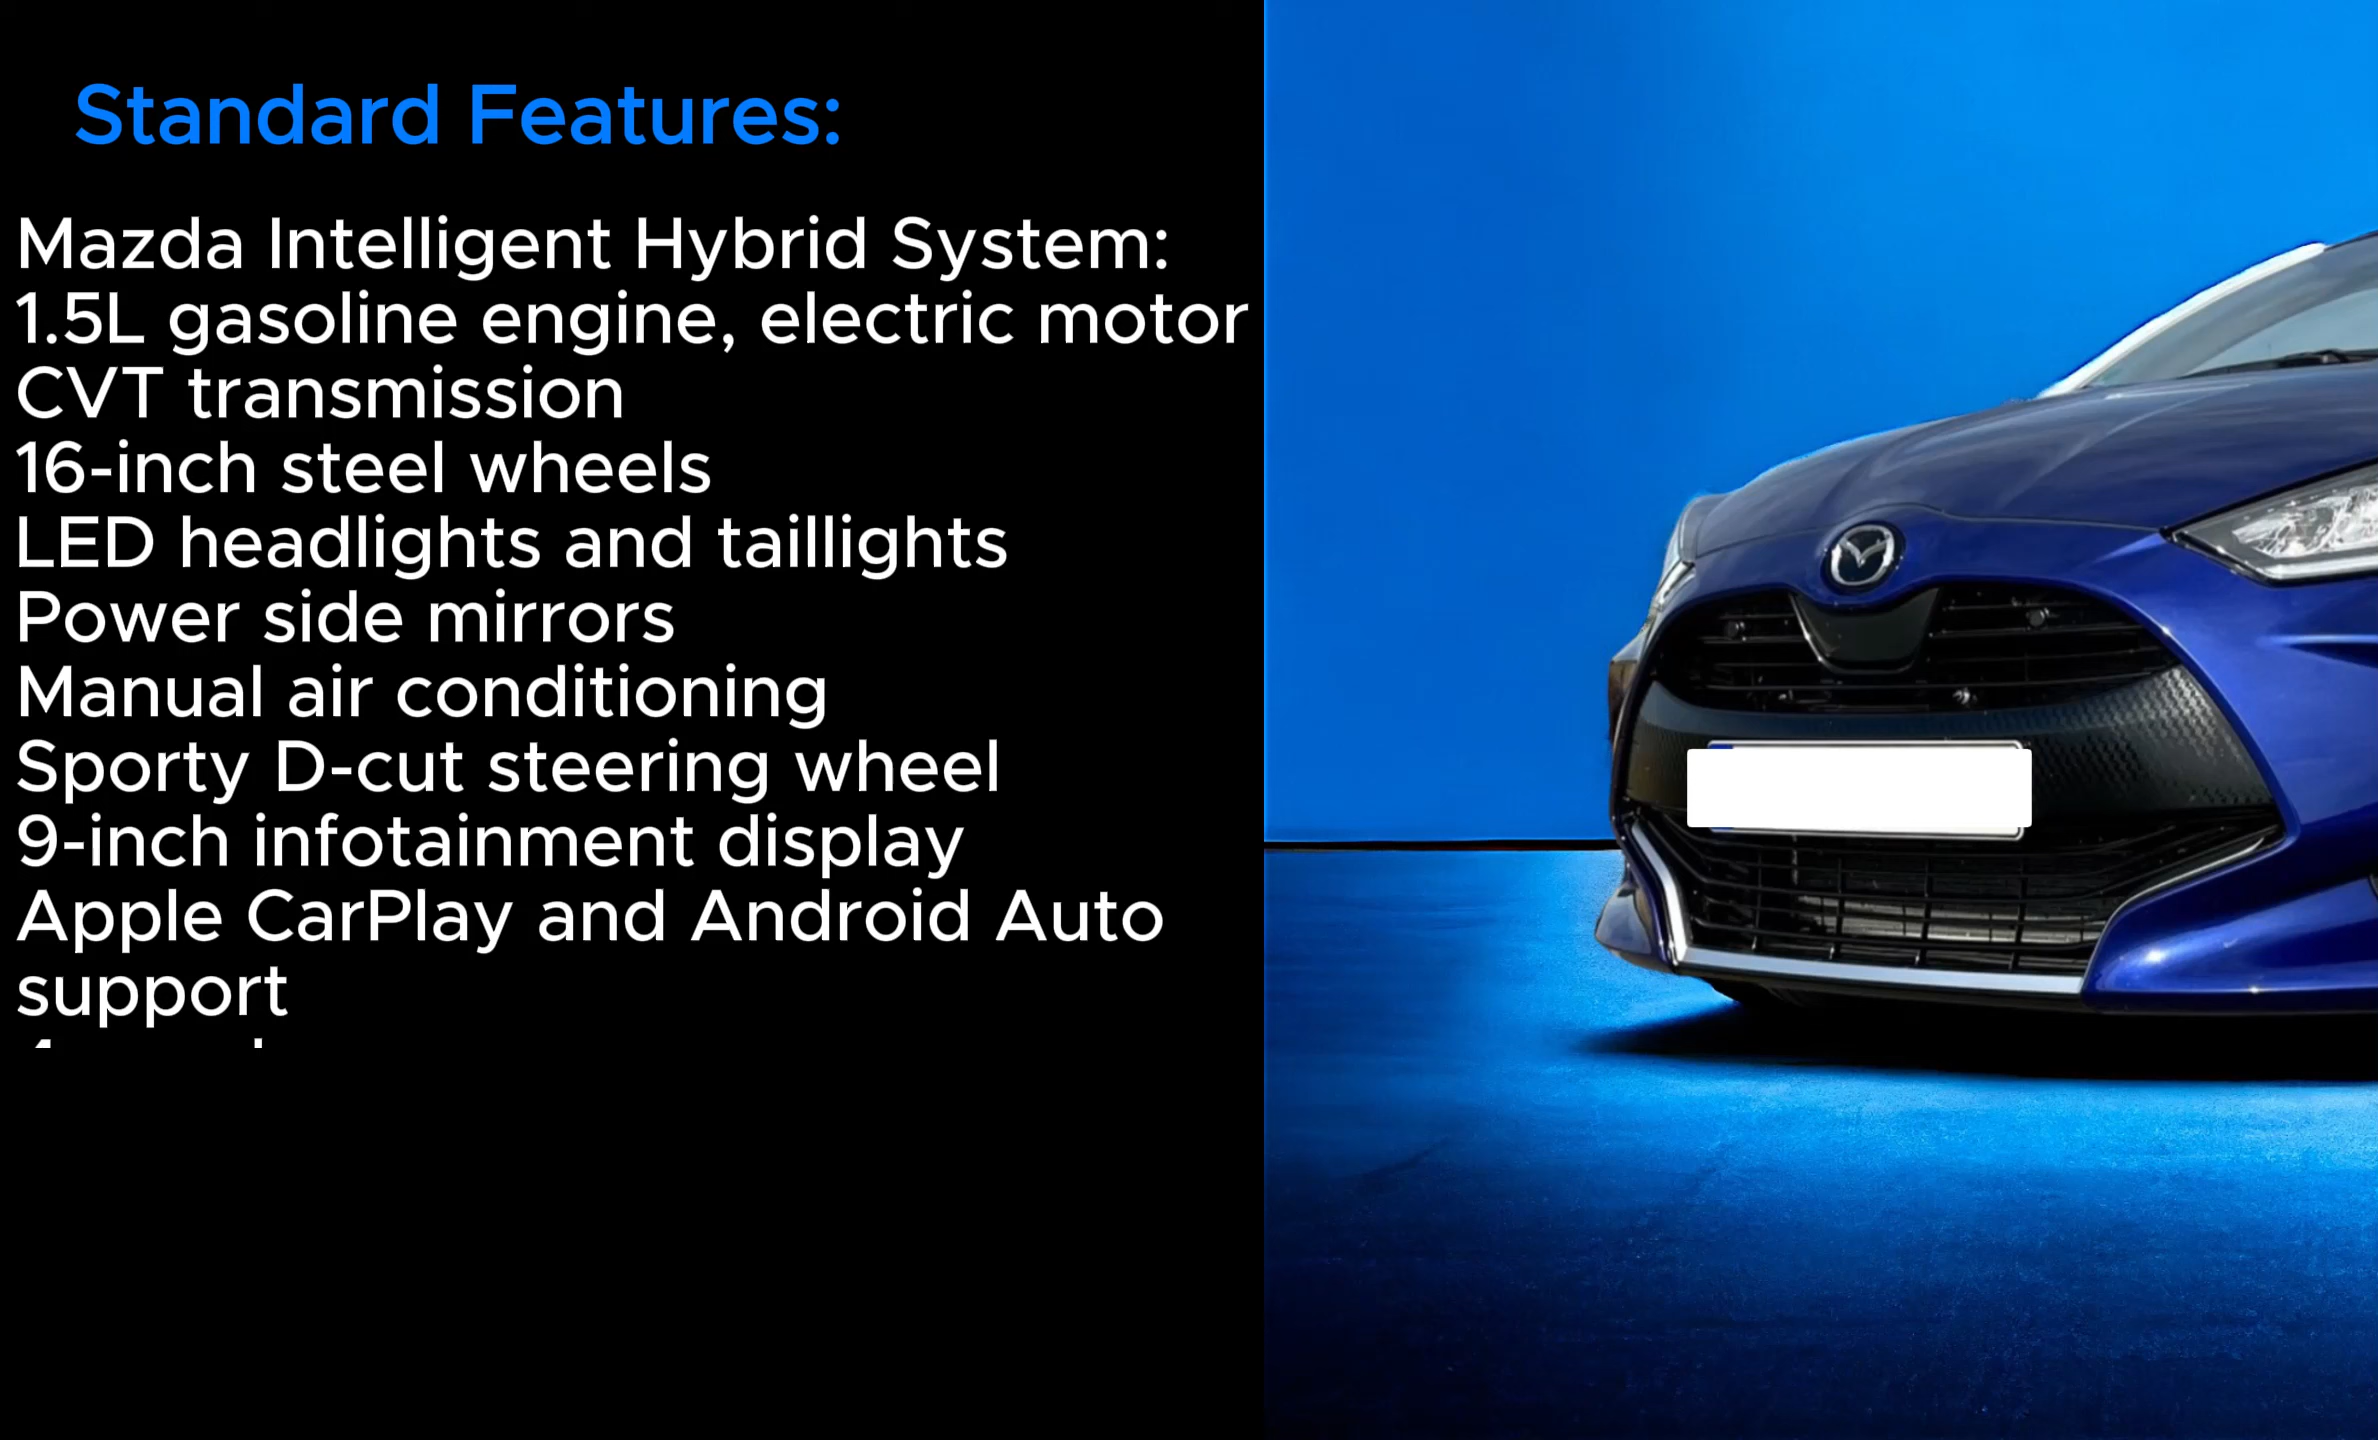 Standard Features:
Mazda Intelligent Hybrid System:
1.5L gasoline engine, electric motor
CVT transmission
16-inch steel wheels
LED headlights and taillights
Power side mirrors
Manual air conditioning
Sporty D-cut steering wheel
9-inch infotainment display
Apple CarPlay and Android Auto
support